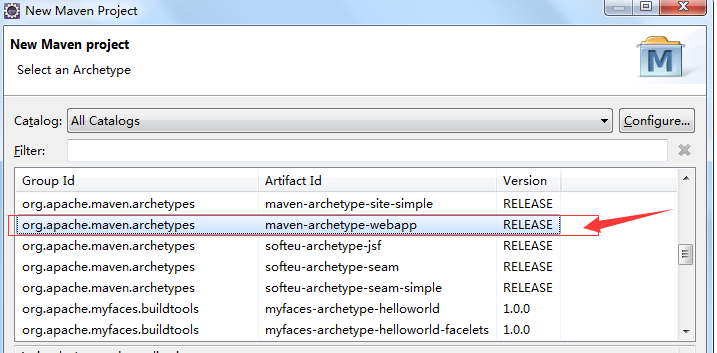 New Maven Project
New Maven project
Select an Archetype
M
Catalog: All Catalogs Configure...
Filter:
Group Id Artifact Id Version
org.apache.maven.archetypes maven-archetype-site-simple RELEASE
org.apache.maven.archetypes maven-archetype-webapp RELEASE
org.apache.maven.archetypes softeu-archetype-jsf RELEASE
org.apache.maven.archetypes softeu-archetype-seam RELEASE
org.apache.maven.archetypes softeu-archetype-seam-simple RELEASE
org.apache.myfaces.buildtools myfaces-archetype-helloworld 1.0.0
org.apache.myfaces.buildtools myfaces-archetype-helloworld-facelets 1.0.0